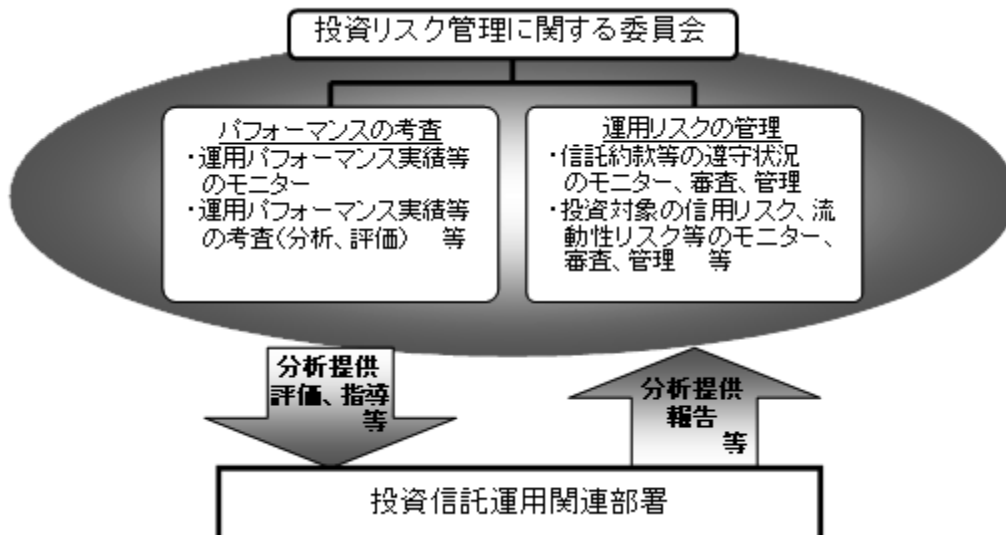 投資リスク管理に関する委員会
パフォーマンスの考査
・運用パフォーマンス実績等
のモニター
・運用パフォーマンス実績等
の考査(分析、評価) 等
運用リスクの管理
・信託約款等の遵守状況
のモニター、審査、管理
・投資対象の信用リスク、流
動性リスク等のモニター、
審査、管理 等
分析提供
評価、指導
等
分析提供
報告
等
投資信託運用関連部署